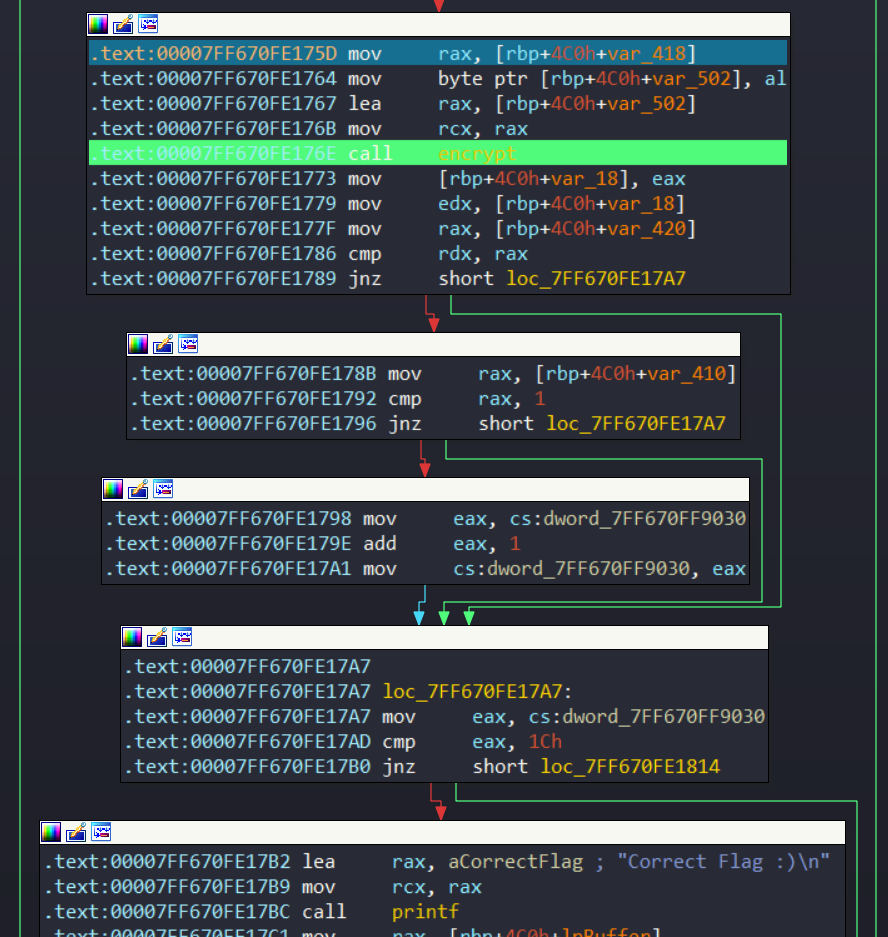 .text:00007FF670FE175D mov rax, [rbp+4C0h+var_418]
.text:00007FF670FE1764 mov byte ptr [rbp+4C0h+var_502], al
.text:00007FF670FE1767 lea rax, [rbp+4C0h+var_502]
.text:00007FF670FE176B mov rcx, rax
.text:00007FF670FE176E call encrypt
.text:00007FF670FE1773 mov [rbp+4C0h+var_18], eax
.text:00007FF670FE1779 mov edx, [rbp+4C0h+var_18]
.text:00007FF670FE177F mov rax, [rbp+4C0h+var_420]
.text:00007FF670FE1786 cmp rdx, rax
.text:00007FF670FE1789 jnz short loc_7FF670FE17A7
.text:00007FF670FE178B mov rax, [rbp+4C0h+var_410]
.text:00007FF670FE1792 cmp rax, 1
.text:00007FF670FE1796 jnz short loc_7FF670FE17A7
.text:00007FF670FE1798 mov eax, cs:dword_7FF670FF9030
.text:00007FF670FE179E add eax, 1
.text:00007FF670FE17A1 mov cs:dword_7FF670FF9030, eax
.text:00007FF670FE17A7
.text:00007FF670FE17A7 loc_7FF670FE17A7:
.text:00007FF670FE17A7 mov eax, cs:dword_7FF670FF9030
.text:00007FF670FE17AD cmp eax, 1Ch
.text:00007FF670FE17B0 jnz short loc_7FF670FE1814
.text:00007FF670FE17B2 lea rax, aCorrectFlag ; "Correct Flag :)\n"
.text:00007FF670FE17B9 mov rcx, rax
.text:00007FF670FE17BC call printf
.text:00007FF670FE17C1 mov rax, [rbp+4C0h+lpBuffer]